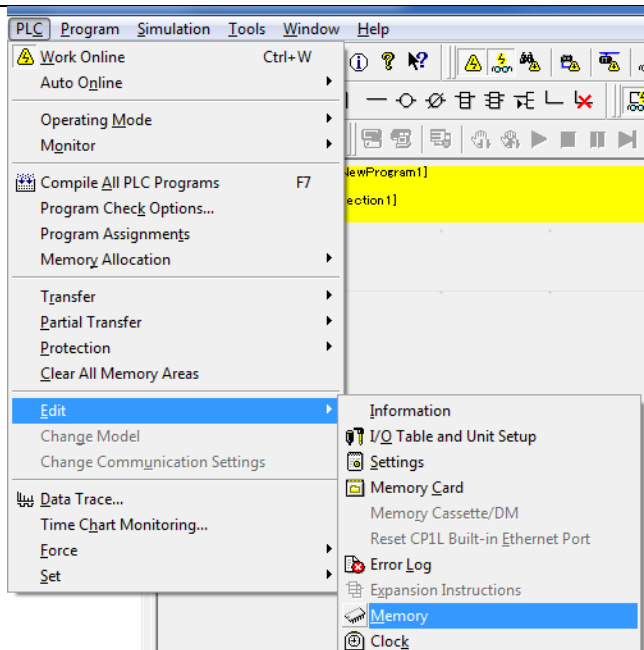 PLC Program Simulation Tools Window Help
Work Online Ctrl+W
Auto Online
Operating Mode
Monitor
Compile All PLC Programs F7
Program Check Options...
Program Assignments
Memory Allocation
Transfer
Partial Transfer
Protection
Clear All Memory Areas
Edit
Change Model
Change Communication Settings
Data Trace...
Time Chart Monitoring...
Force
Set
NewProgram1]
ection1]
Information
I/O Table and Unit Setup
Settings
Memory Card
Memory Cassette/DM
Reset CP1L Built-in Ethernet Port
Error Log
Expansion Instructions
Memory
Clock